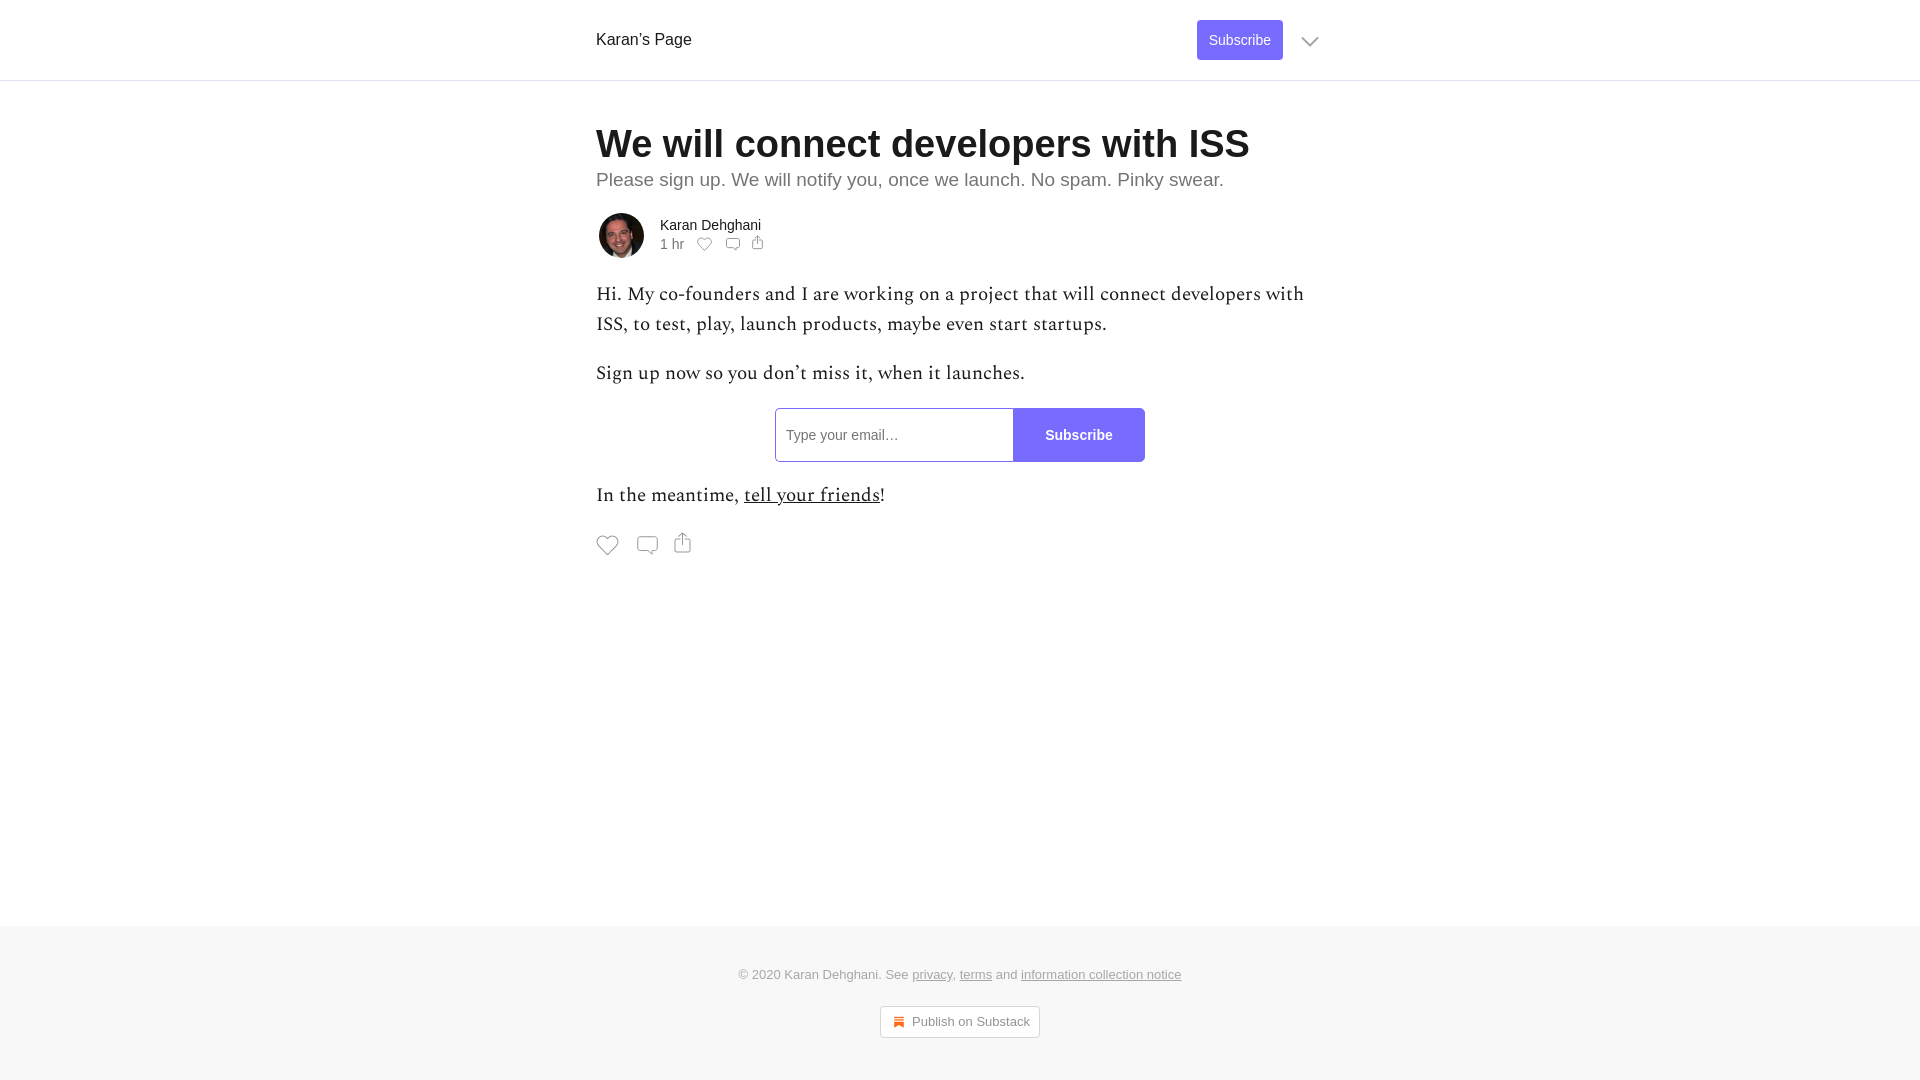 Karan’s Page
Subscribe
We will connect developers with ISS
Please sign up. We will notify you, once we launch. No spam. Pinky swear.
Karan Dehghani
1 hr
Hi. My co-founders and I are working on a project that will connect developers with
ISS, to test, play, launch products, maybe even start startups.
Sign up now so you don’t miss it, when it launches.
Type your email…
Subscribe
In the meantime, tell your friends!
© 2020 Karan Dehghani. See privacy, terms and information collection notice
Publish on Substack